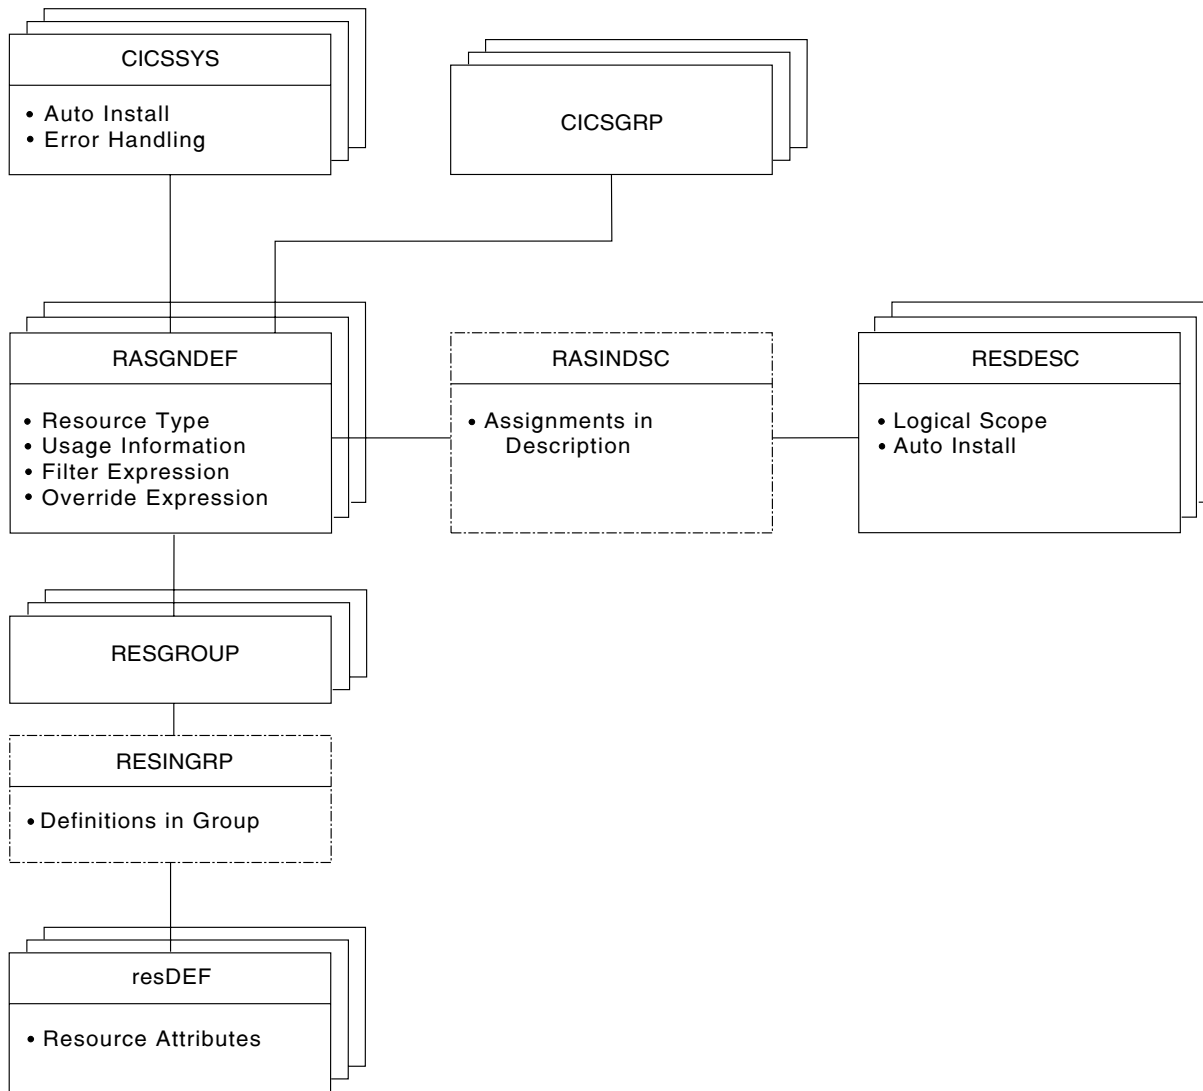 CICSSYS
• Auto Install
• Error Handling
CICSGRP
RASGNDEF
• Resource Type
• Usage Information
• Filter Expression
• Override Expression
RASINDSC
• Assignments in
Description
RESDESC
• Logical Scope
• Auto Install
RESGROUP
RESINGRP
• Definitions in Group
resDEF
• Resource Attributes